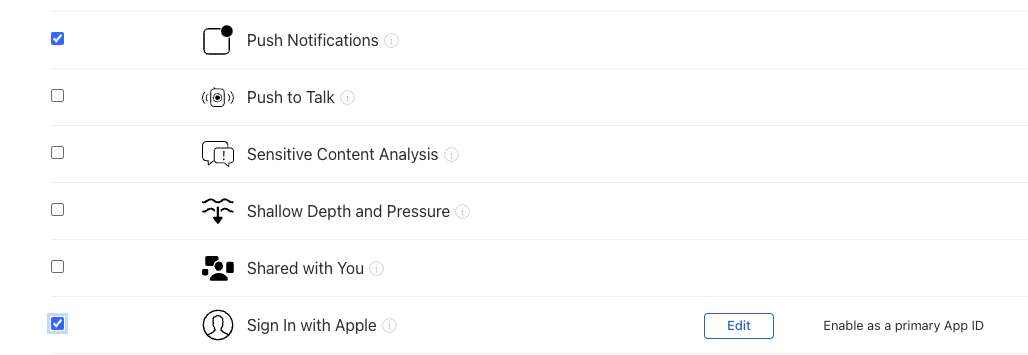 Push Notifications
Push to Talk
Sensitive Content Analysis
Shallow Depth and Pressure
Shared with You
Sign In with Apple Edit Enable as a primary App ID